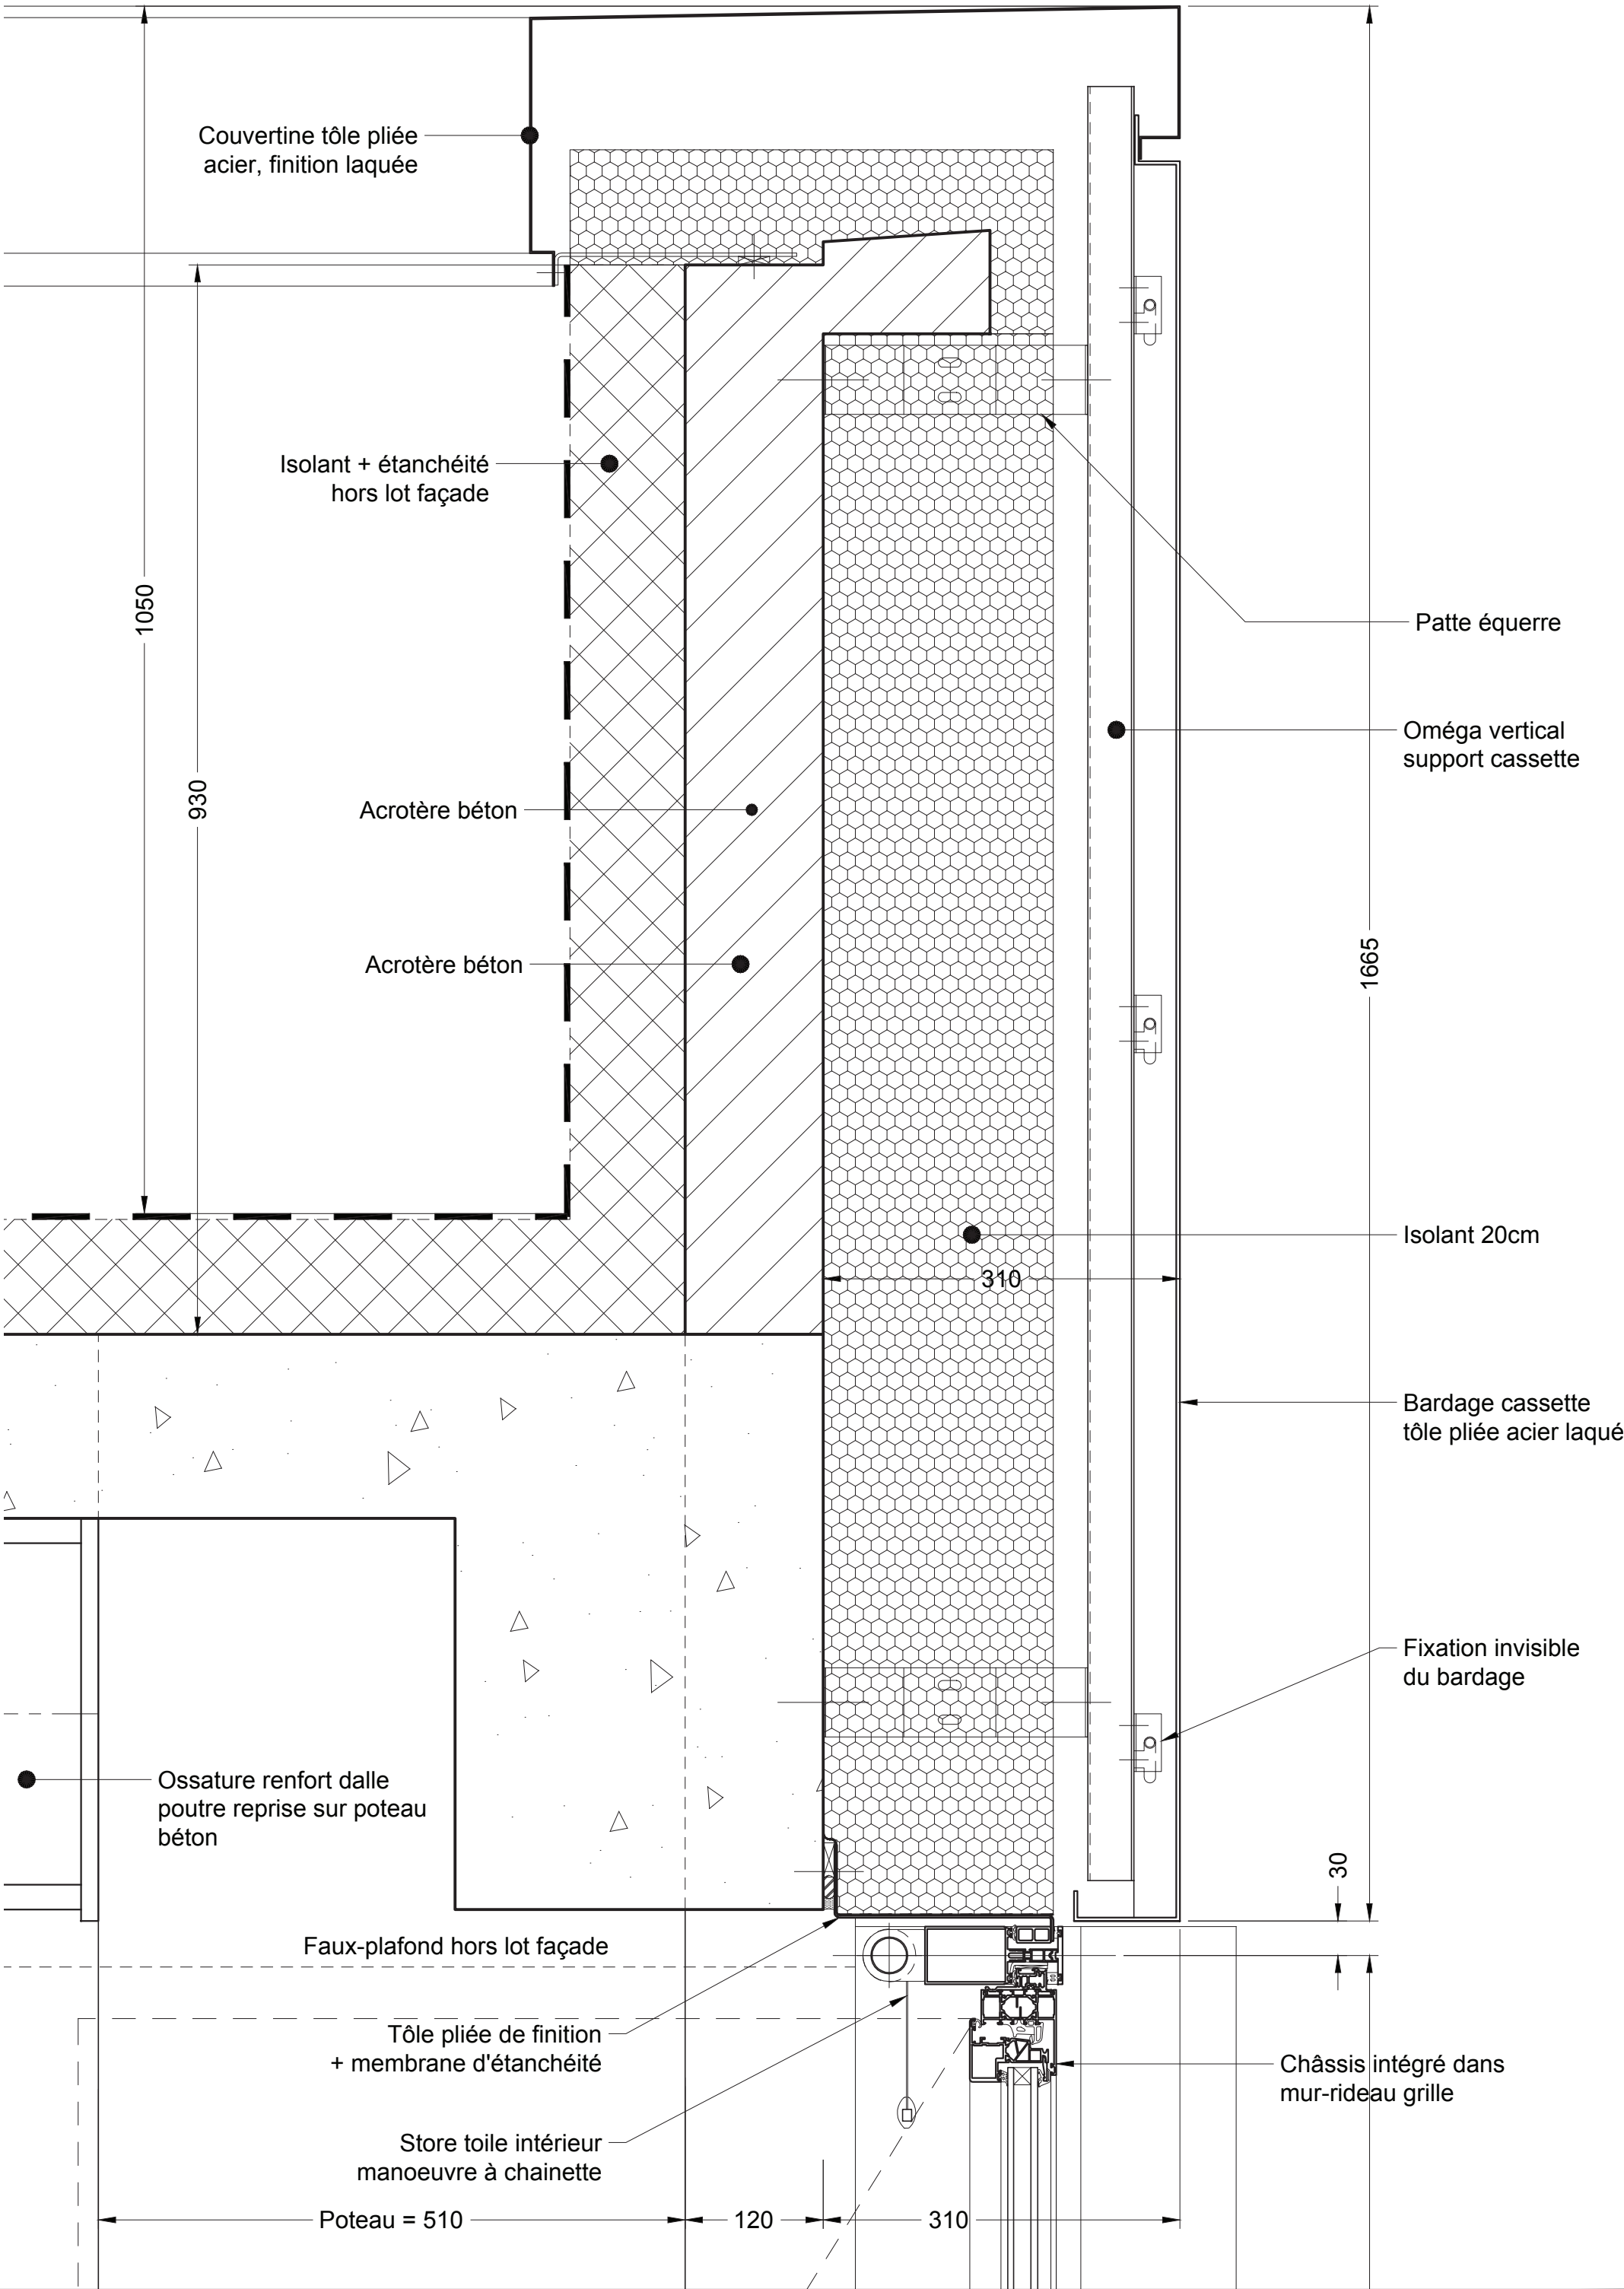 Couvertine tôle pliée
acier, finition laquée
Isolant + étanchéité
hors lot façade
1050
930
Patte équerre
Oméga vertical
support cassette
Acrotère béton
Acrotère béton
1665
Isolant 20cm
310
Bardage cassette
tôle pliée acier laqué
Fixation invisible
du bardage
Ossature renfort dalle
poutre reprise sur poteau
béton
30
Faux-plafond hors lot façade
Tôle pliée de finition
+ membrane d'étanchéité
Châssis intégré dans
mur-rideau grille
Store toile intérieur
manoeuvre à chainette
Poteau = 510
120
310